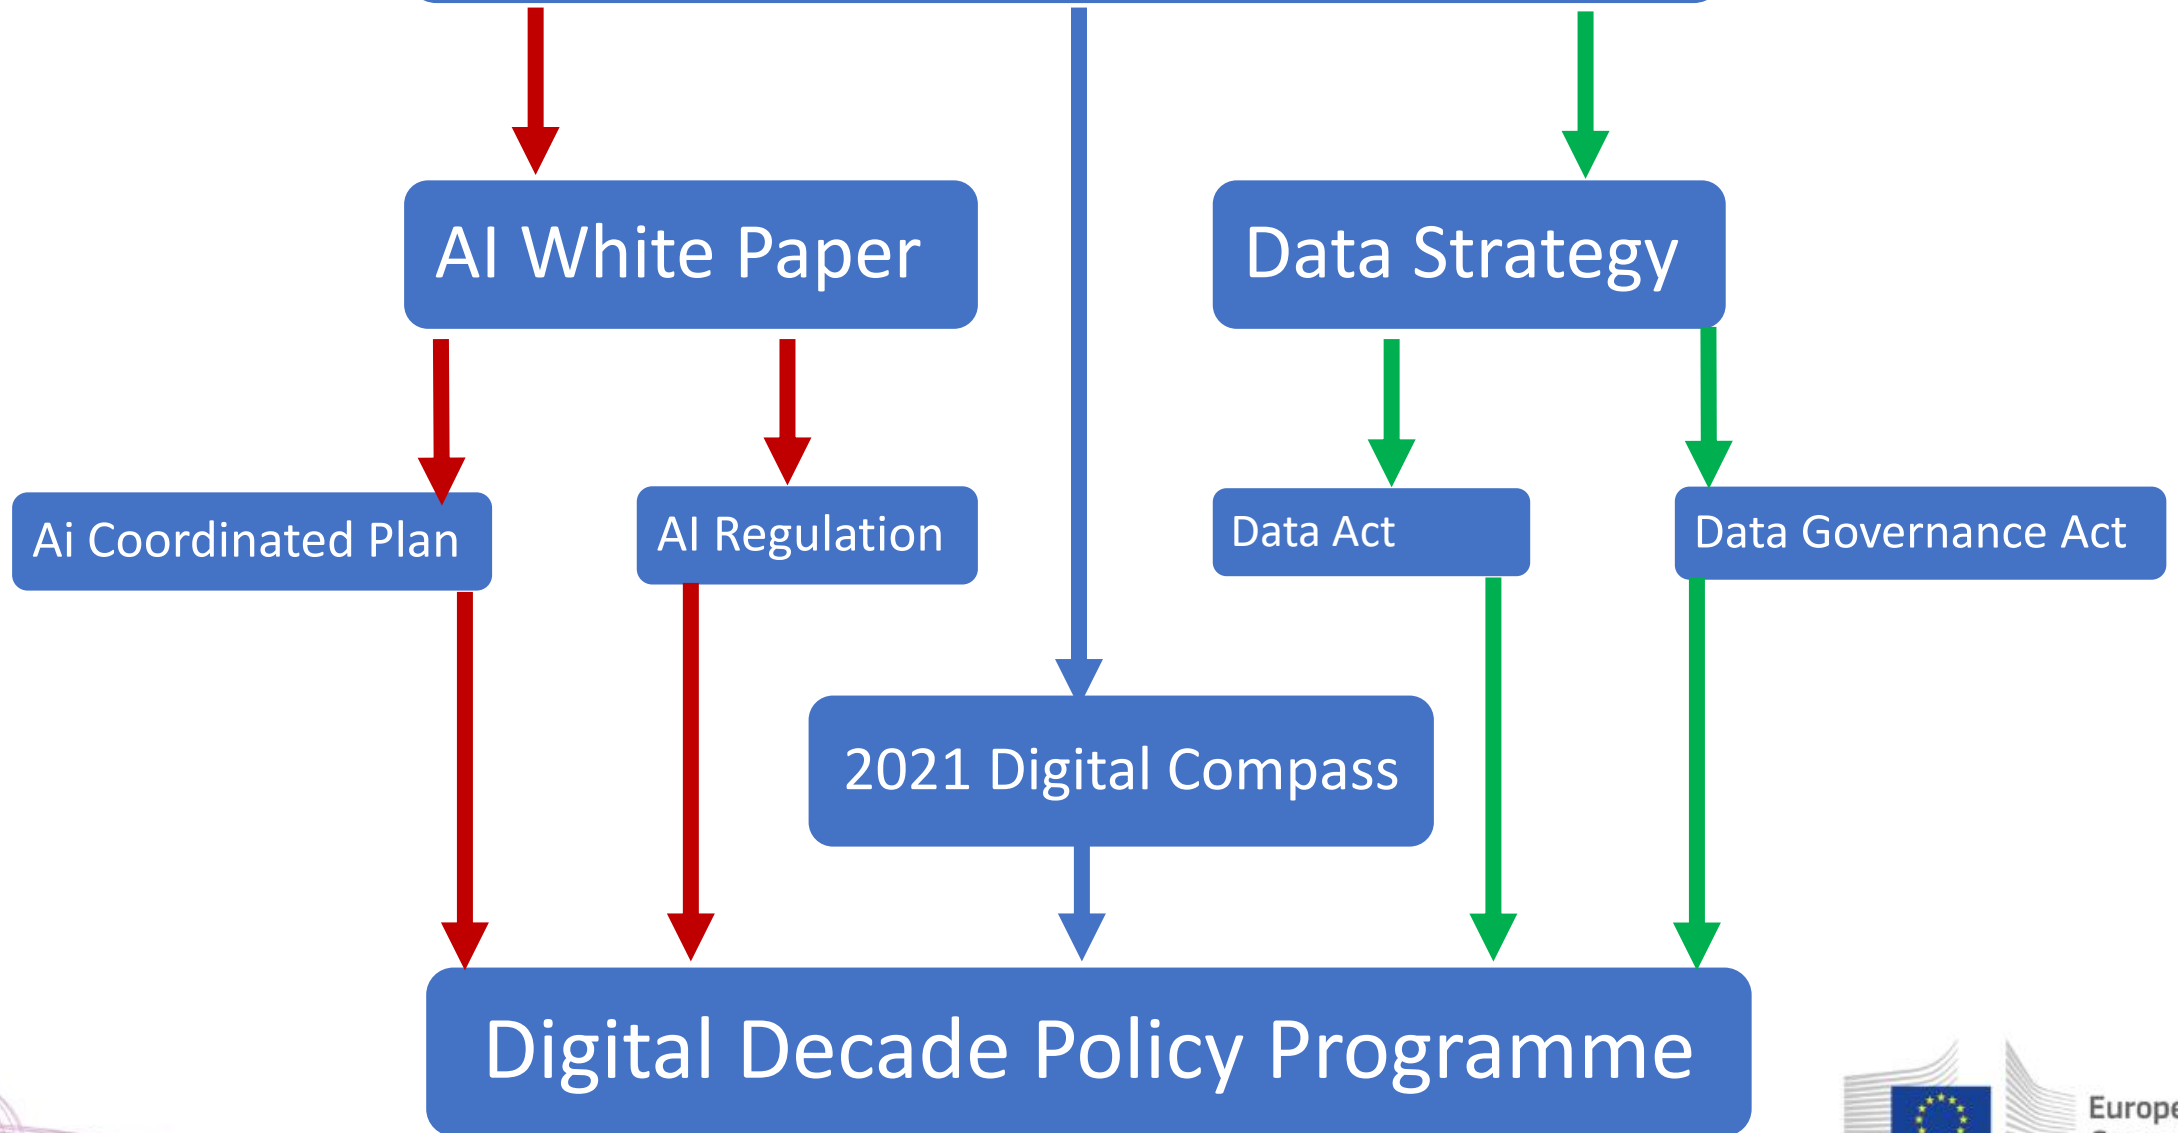 AI White Paper
Data Strategy
Ai Coordinated Plan
AI Regulation
Data Act
Data Governance Act
2021 Digital Compass
Digital Decade Policy Programme